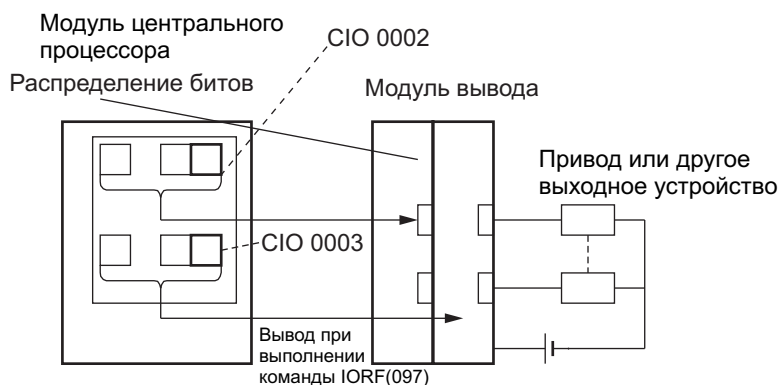 Модуль центрального
процессора
CIO 0002
Распределение битов
Модуль вывода
Привод или другое
выходное устройство
CIO 0003
Вывод при
выполнении
команды IORF(097)